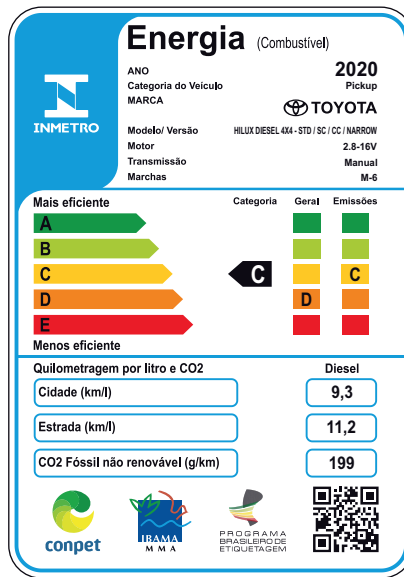 Energia (Combustível)
ANO 2020
Categoria do Veículo Pickup
MARCA TOYOTA
INMETRO
Modelo/ Versão HILUX DIESEL 4X4 - STD / SC / CC / NARROW
Motor 2.8-16V
Transmissão Manual
Marchas M-6
Mais eficiente Categoria Geral Emissões
A
B
C C C
D D
E
Menos eficiente
Quilometragem por litro e CO2 Diesel
Cidade (km/l) 9,3
Estrada (km/l) 11,2
CO2 Fóssil não renovável (g/km) 199
conpet
IBAMA
MMA
PROGRAMA
BRASILEIRO DE
ETIQUETAGEM